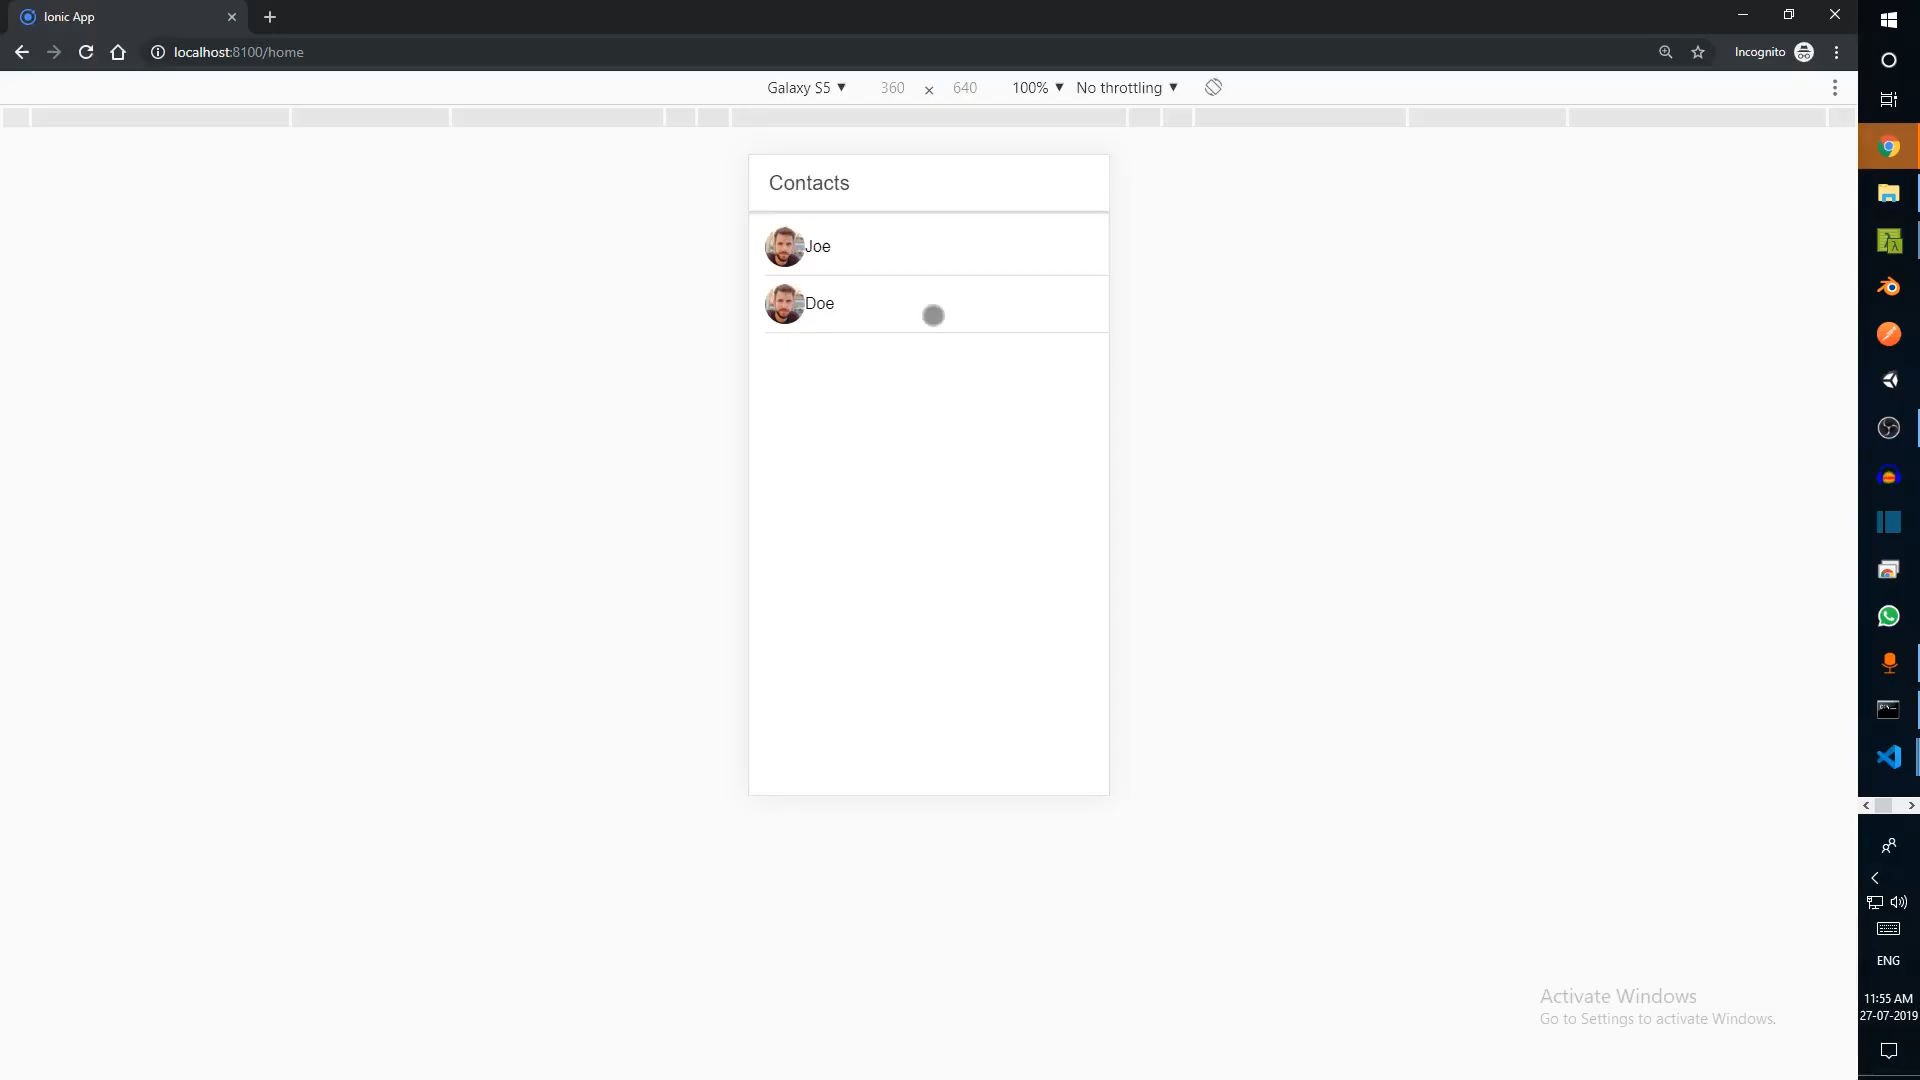 Ionic App
localhost:8100/home
Incognito
Galaxy S5 ▼ 360 × 640 100% ▼ No throttling ▼
Contacts
Joe
Doe
Activate Windows
Go to Settings to activate Windows.
ENG
11:55 AM
27-07-2019